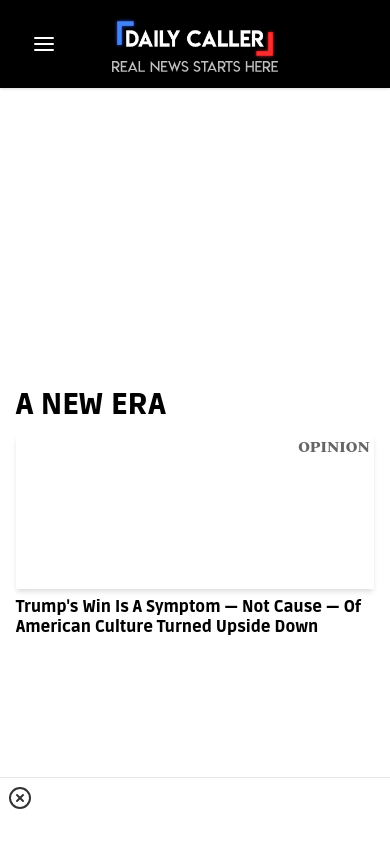 DAILY CALLER
REAL NEWS STARTS HERE
A NEW ERA
OPINION
Trump's Win Is A Symptom — Not Cause — Of
American Culture Turned Upside Down